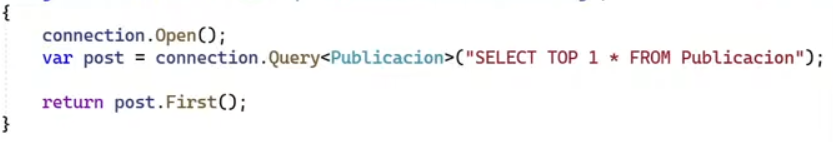 {
connection.Open();
var post = connection.Query<Publicacion>("SELECT TOP 1 * FROM Publicacion");
return post.First();
}